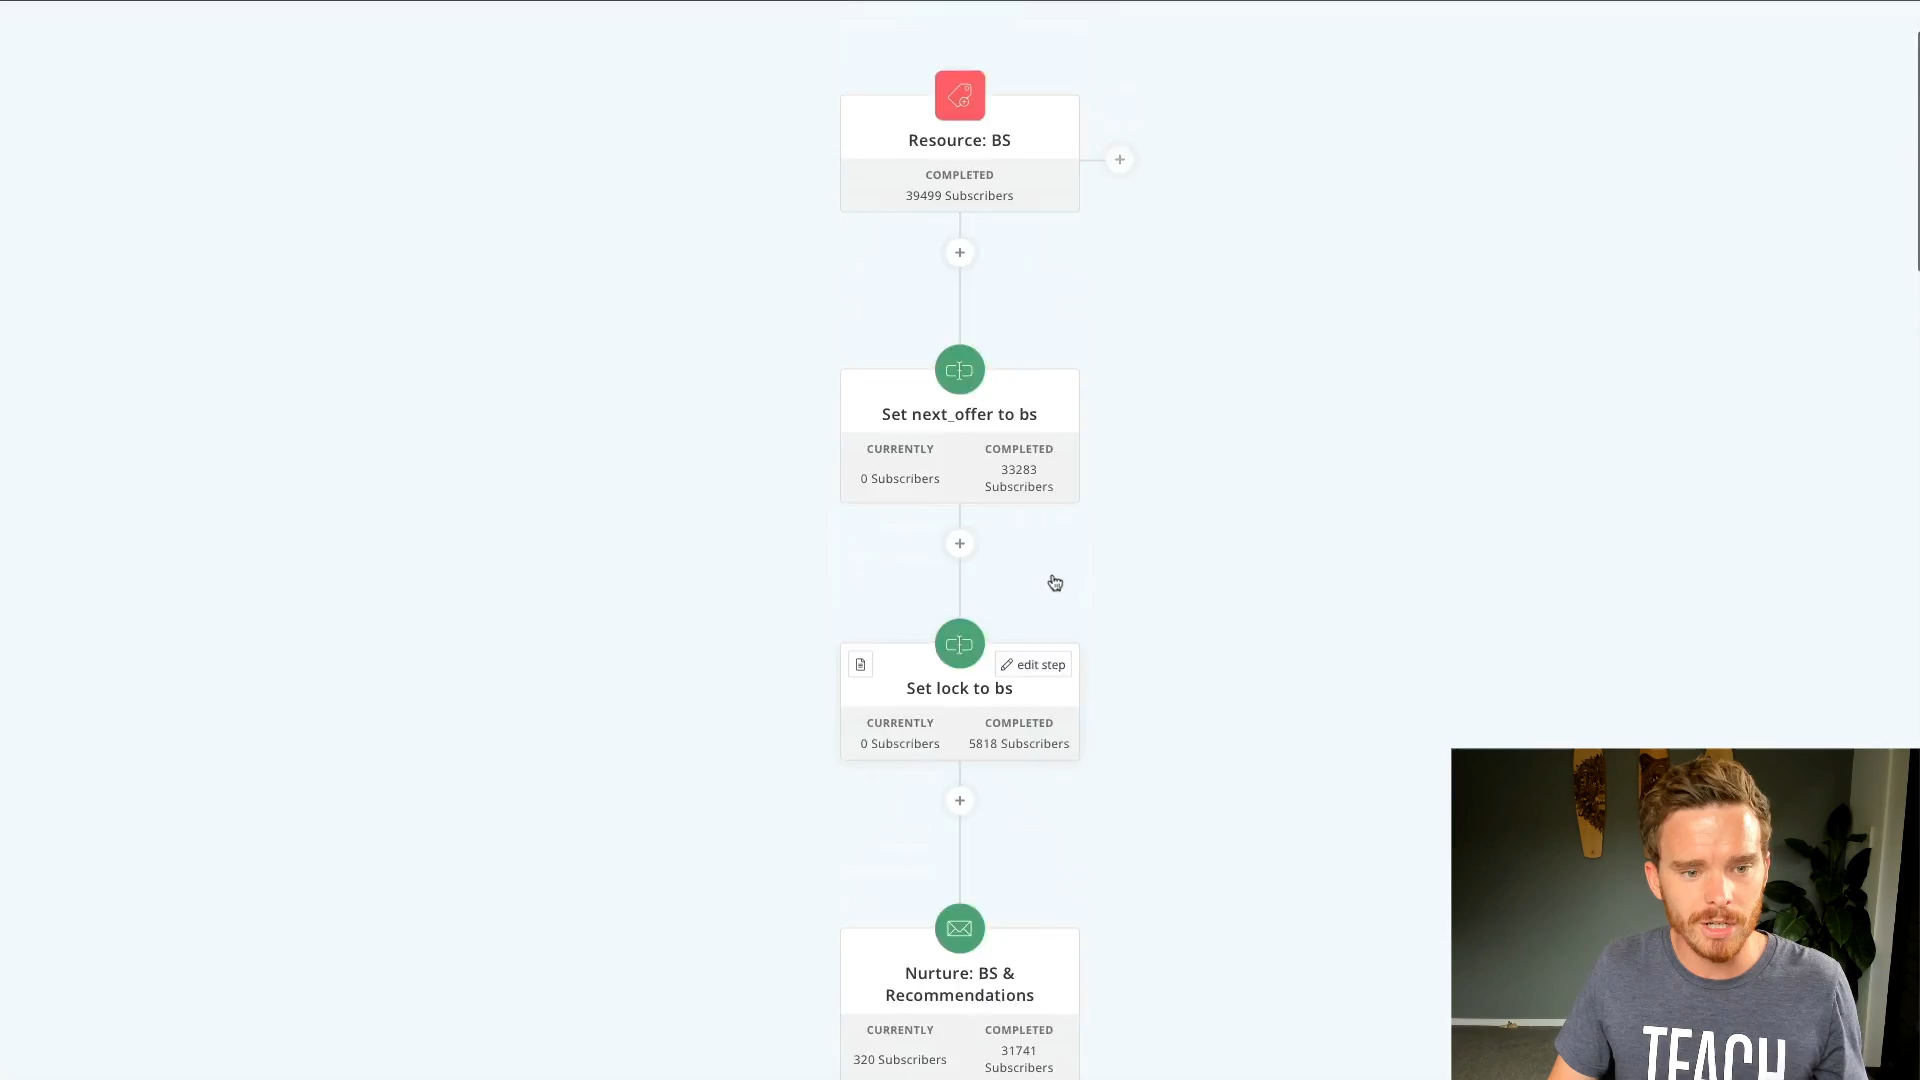 Resource: BS
COMPLETED
39499 Subscribers
Set next_offer to bs
CURRENTLY
COMPLETED
0 Subscribers
33283
Subscribers
edit step
Set lock to bs
CURRENTLY
COMPLETED
0 Subscribers
5818 Subscribers
Nurture: BS &
Recommendations
CURRENTLY
COMPLETED
320 Subscribers
31741
Subscribers
TEACH